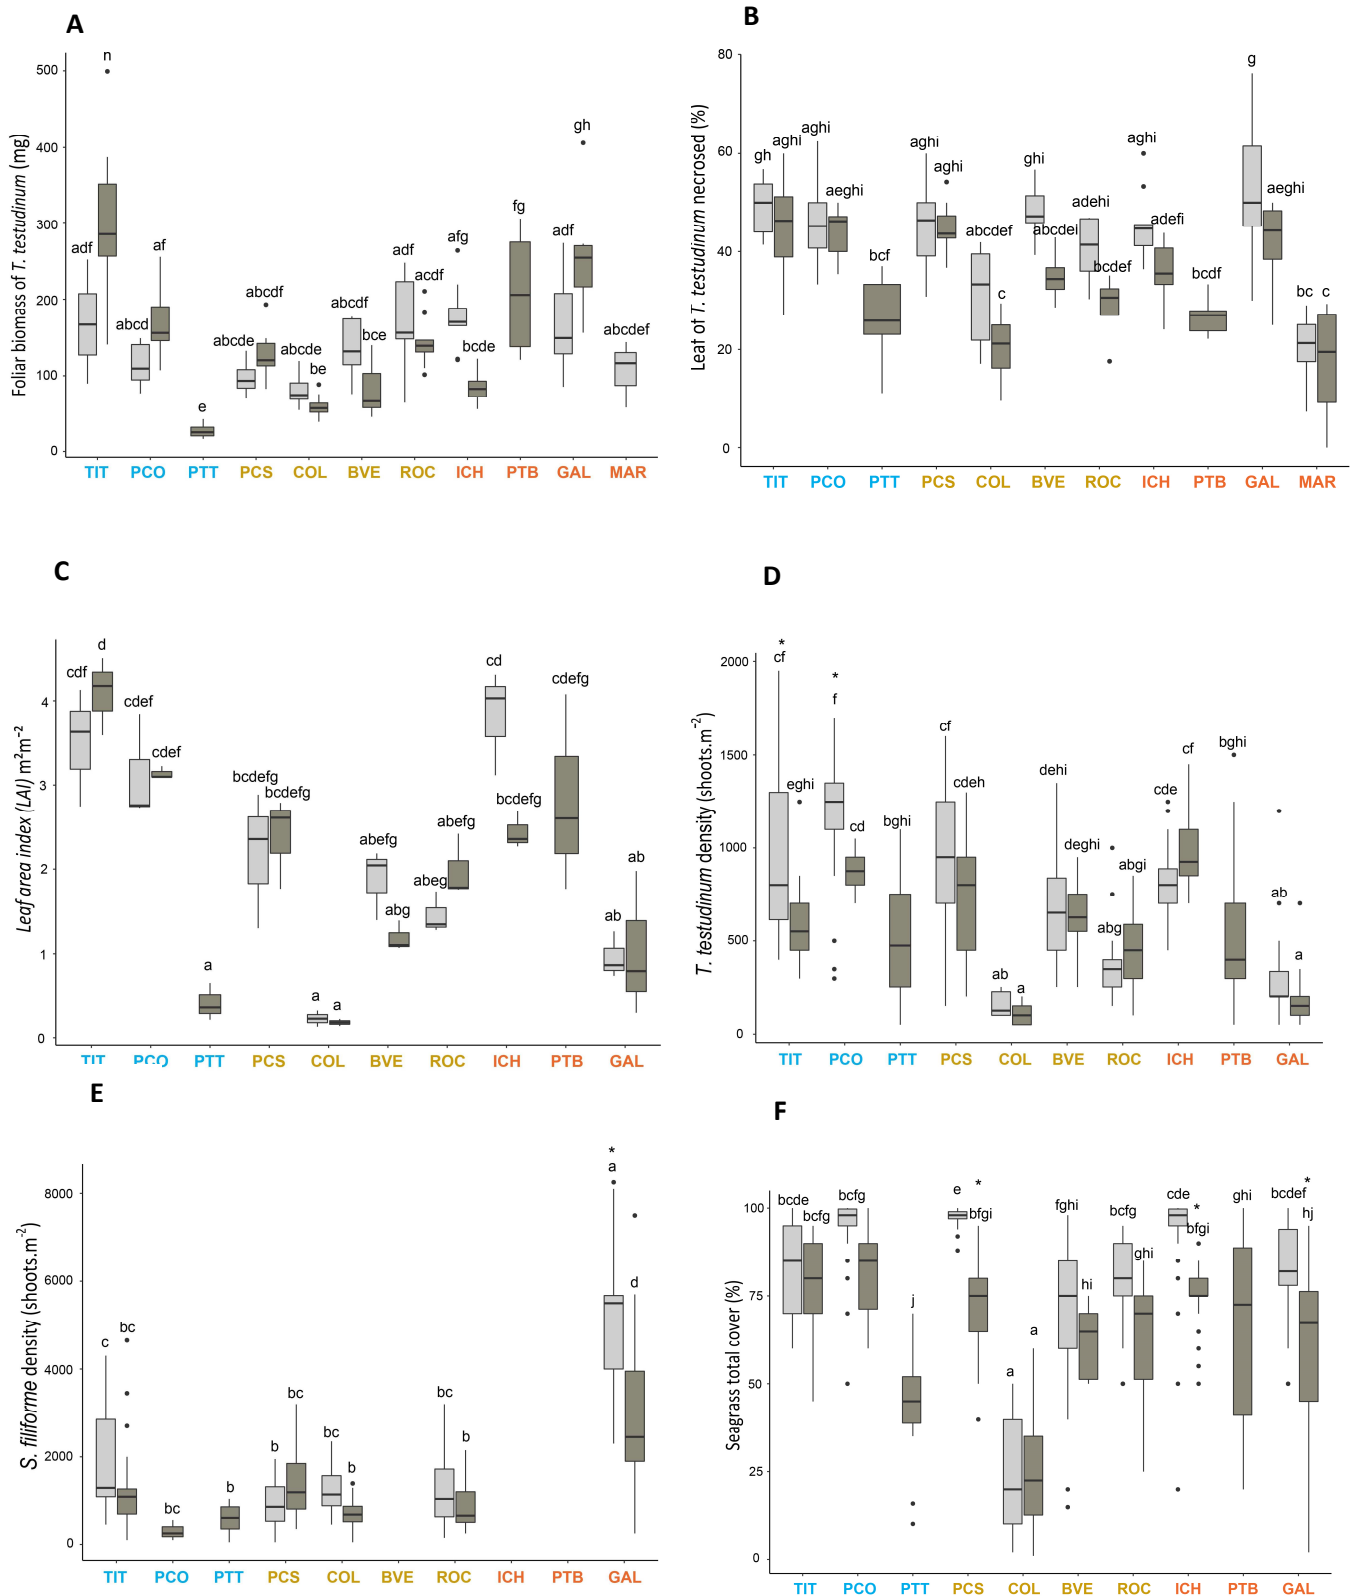 A
n
500
400
gh
300
fg
adf
af
afg
adf
adf
acdf
200
abcdf
abcdf
abcd
abcde
abcde
bce
bcde
abcdef
be
100
e
0
Foliar biomass of T. testudinum (mg)
TIT PCO PTT PCS COL BVE ROC ICH PTB GAL MAR
B
80
g
60
gh
aghi
aghi
aghi
aghi
ghi
aghi
aeghi
aeghi
adehi
adefi
abcdei
abcdef
40
bcf
bcdef
bcdf
c
bc
c
20
0
Leaf of T. testudinum necrosed (%)
TIT PCO PTT PCS COL BVE ROC ICH PTB GAL MAR
C
d
cdf
cdef
cdef
cd
cdefg
4
3
bcdefg
bcdefg
bcdefg
abefg
abefg
2
abeg
abg
ab
ab
1
a
a
a
0
Leaf area index (LAI) m²m⁻²
TIT PCO PTT PCS COL BVE ROC ICH PTB GAL
D
*
cf
2000
*
f
cf
cf
bghi
1500
eghi
cd
bghi
cdeh
dehi
deghi
cde
1000
abgi
abg
ab
500
ab
a
a
0
T. testudinum density (shoots.m⁻²)
TIT PCO PTT PCS COL BVE ROC ICH PTB GAL
E
*
a
8000
6000
d
c
bc
4000
bc
bc
bc
b
b
2000
b
b
bc
0
S. filiforme density (shoots.m⁻²)
TIT PCO PTT PCS COL BVE ROC ICH PTB GAL
F
bcde
bcfg
bcfg
e
*
bfgi
fghi
bcfg
cde
*
bfgi
ghi
bcdef
*
hj
100
ghi
hi
j
75
a
a
50
25
0
Seagrass total cover (%)
TIT PCO PTT PCS COL BVE ROC ICH PTB GAL